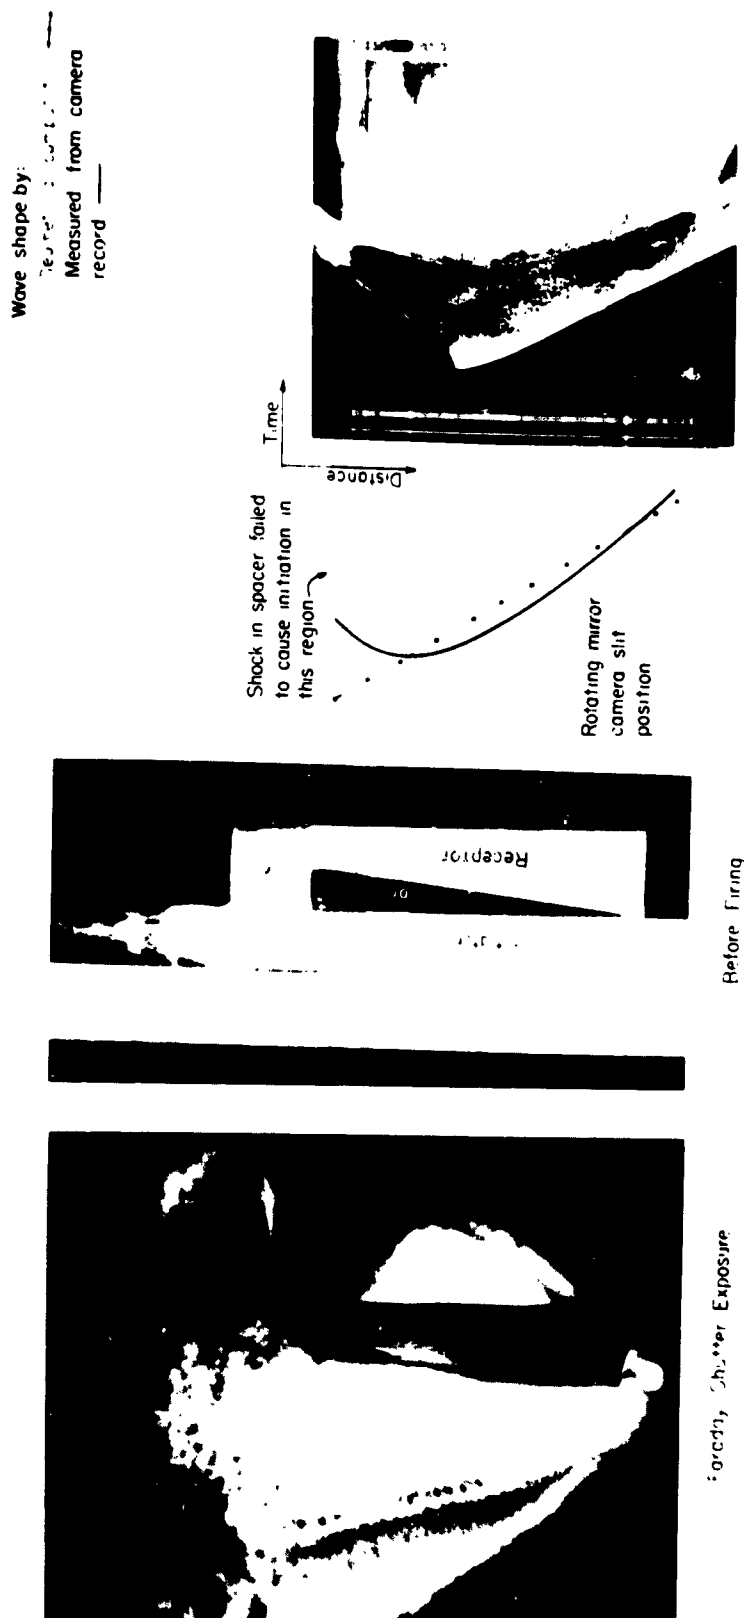 Wave shape by:
Measured from camera
record
Time
Distance
Shock in spacer failed
to cause initiation in
this region
Rotating mirror
camera slit
position
Receptor
Before Firing
Shutter Exposure